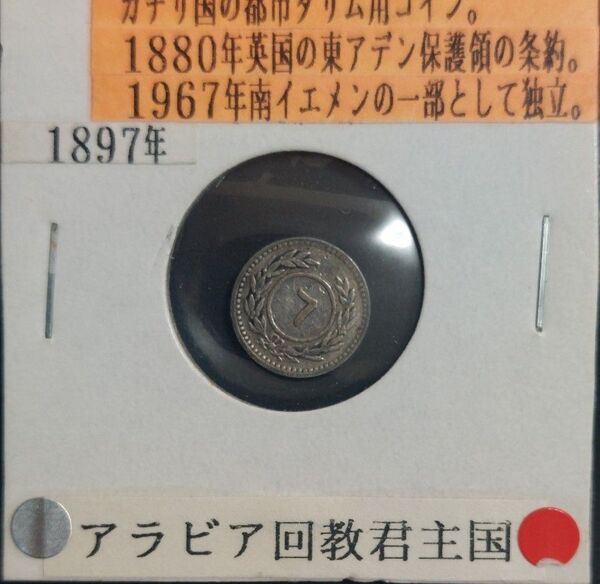 カチリ国の都市タリム用コイン。
1880年英国の東アデン保護領の条約。
1967年南イエメンの一部として独立。
1897年
٦
アラビア回教君主国